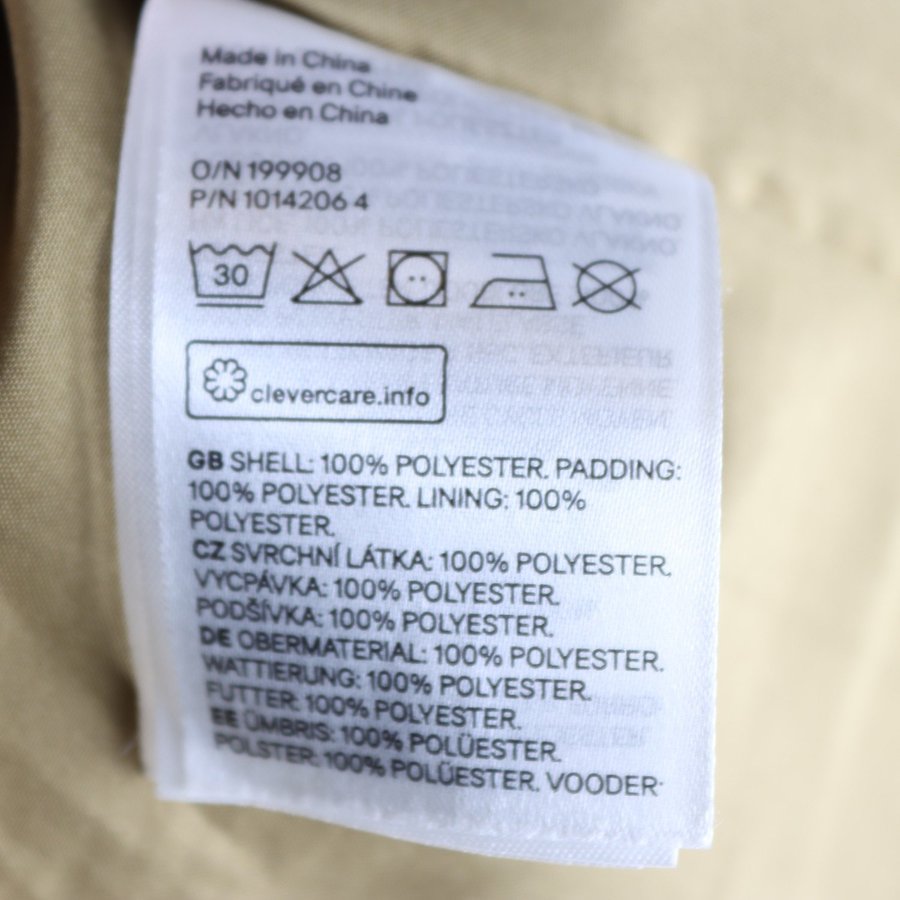 Made in China
Fabriqué en Chine
Hecho en China
O/N 199908
P/N 1014206 4
30
clevercare.info
GB SHELL: 100% POLYESTER. PADDING:
100% POLYESTER. LINING: 100%
POLYESTER.
CZ SVRCHNÍ LÁTKA: 100% POLYESTER.
VYCPÁVKA: 100% POLYESTER.
PODŠÍVKA: 100% POLYESTER.
DE OBERMATERIAL: 100% POLYESTER.
WATTIERUNG: 100% POLYESTER.
FUTTER: 100% POLYESTER.
EE ÜMBRIS: 100% POLÜESTER.
POLSTER: 100% POLÜESTER. VOODER: